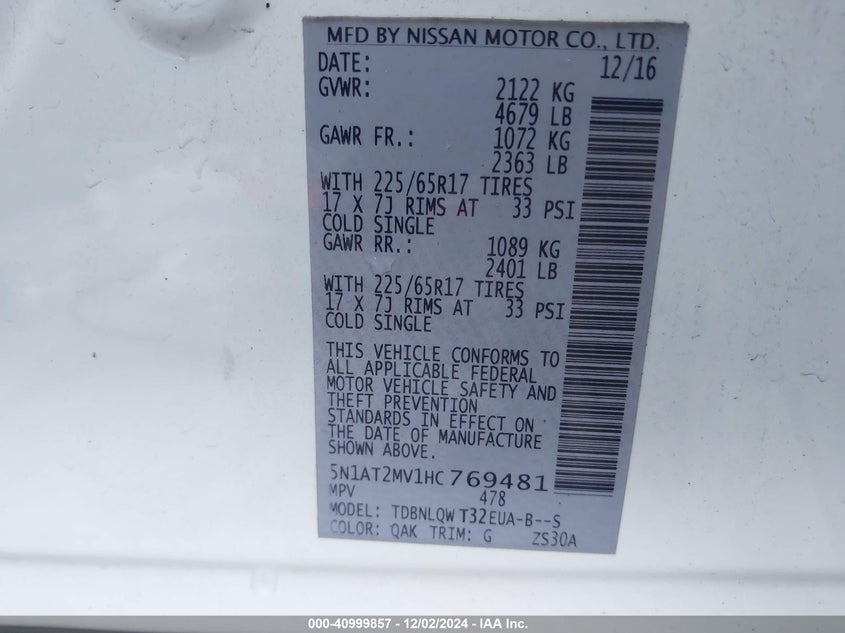 MFD BY NISSAN MOTOR CO., LTD.
DATE: 12/16
GVWR: 2122 KG
4679 LB
GAWR FR.: 1072 KG
2363 LB
WITH 225/65R17 TIRES
17 X 7J RIMS AT 33 PSI
COLD SINGLE
GAWR RR.: 1089 KG
2401 LB
WITH 225/65R17 TIRES
17 X 7J RIMS AT 33 PSI
COLD SINGLE
THIS VEHICLE CONFORMS TO
ALL APPLICABLE FEDERAL
MOTOR VEHICLE SAFETY AND
THEFT PREVENTION
STANDARDS IN EFFECT ON
THE DATE OF MANUFACTURE
SHOWN ABOVE.
5N1AT2MV1HC769481
MPV 478
MODEL: TDBNLQW T32EUA-B--S
COLOR: QAK TRIM: G ZS30A
000-40999857 - 12/02/2024 - IAA Inc.